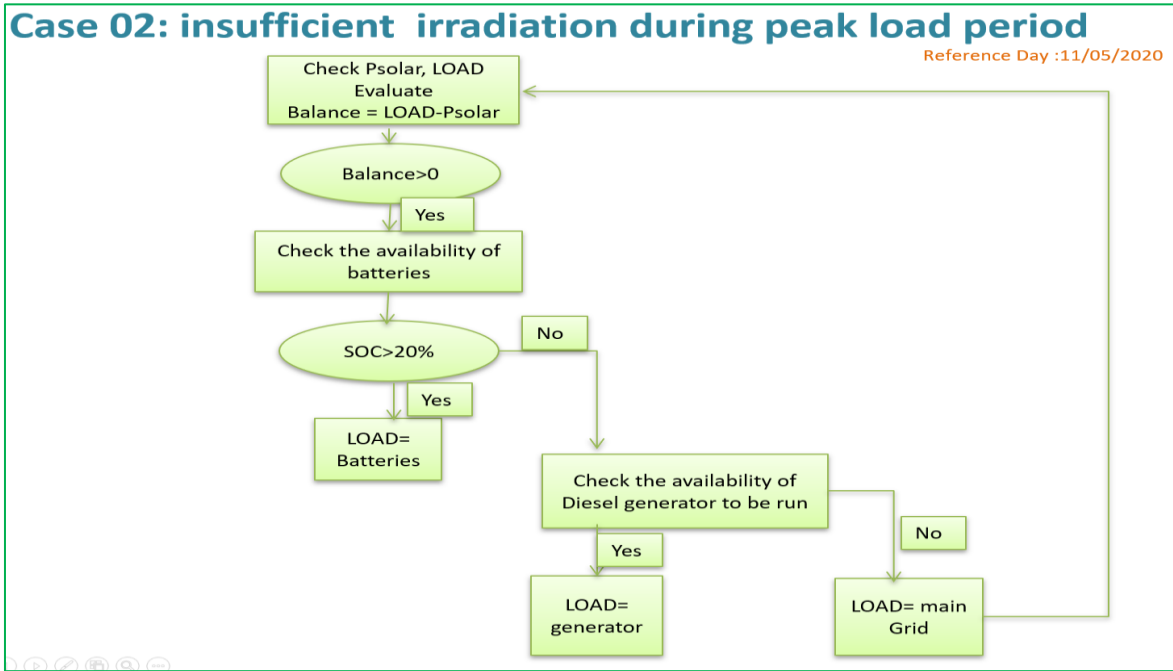 Case 02: insufficient irradiation during peak load period
Reference Day :11/05/2020
Check Psolar, LOAD
Evaluate
Balance = LOAD-Psolar
Balance>0
Yes
Check the availability of
batteries
SOC>20%
No
Yes
LOAD=
Batteries
Check the availability of
Diesel generator to be run
No
Yes
LOAD=
generator
LOAD= main
Grid